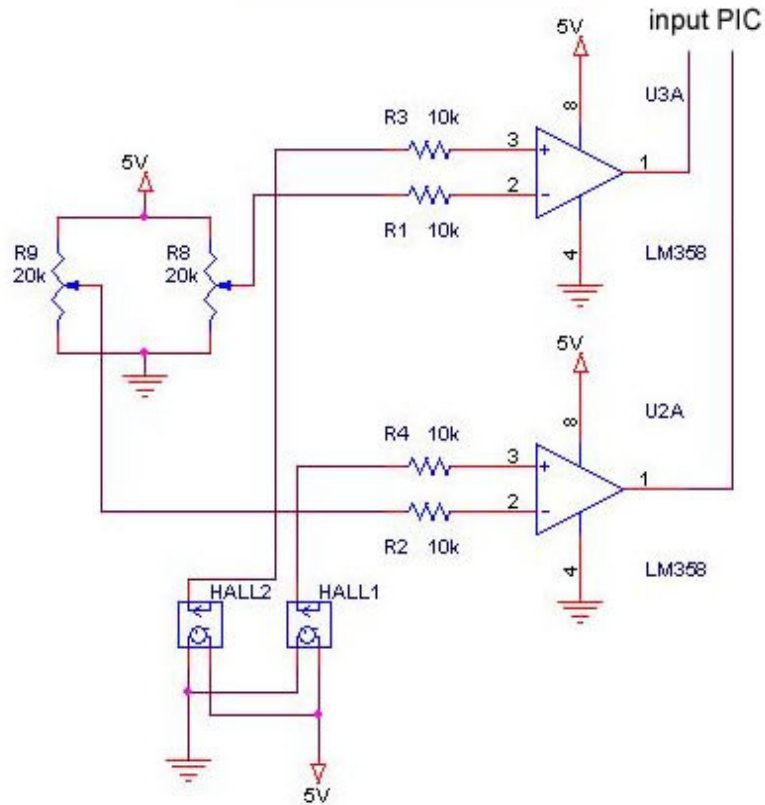 input PIC
5V
8
U3A
R3 10k
3
+
1
2
-
R1 10k
4
LM358
5V
R9
20k
R8
20k
5V
8
U2A
R4 10k
3
+
1
2
-
R2 10k
4
LM358
HALL2
HALL1
5V